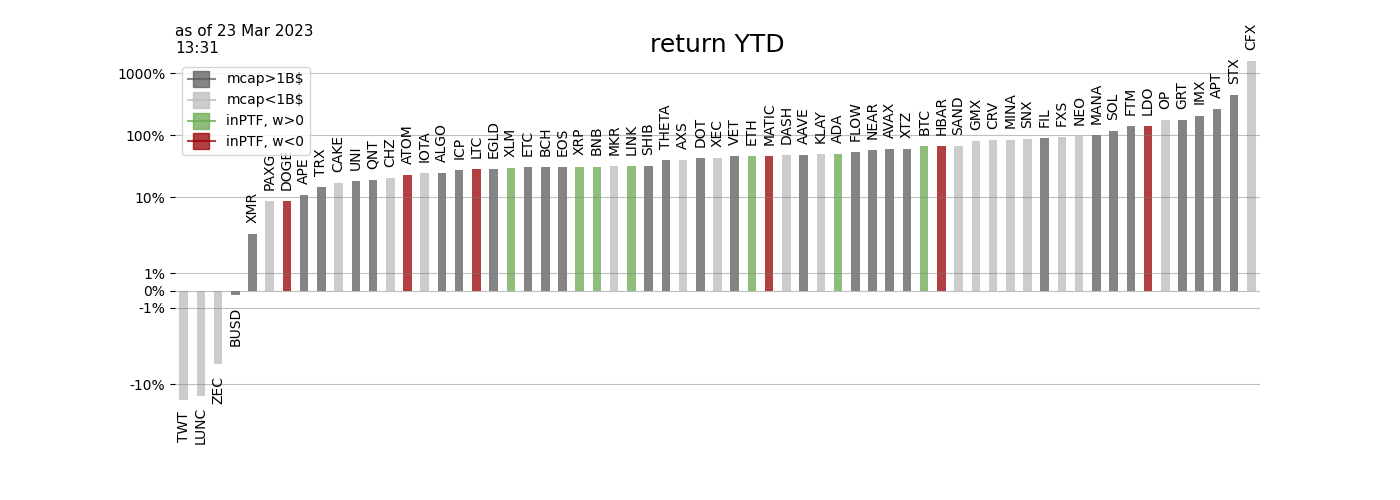 as of 23 Mar 2023
13:31
return YTD
mcap>1B$
mcap<1B$
inPTF, w>0
inPTF, w<0
1000%
100%
10%
1%
0%
-1%
-10%
TWT
LUNC
ZEC
BUSD
XMR
PAXG
DOGE
APE
TRX
CAKE
UNI
QNT
CHZ
ATOM
IOTA
ALGO
ICP
LTC
EGLD
XLM
ETC
BCH
EOS
XRP
BNB
MKR
LINK
SHIB
THETA
AXS
DOT
XEC
VET
ETH
MATIC
DASH
AAVE
KLAY
ADA
FLOW
NEAR
AVAX
XTZ
BTC
HBAR
SAND
GMX
CRV
MINA
SNX
FIL
FXS
NEO
MANA
SOL
FTM
LDO
OP
GRT
IMX
APT
STX
CFX